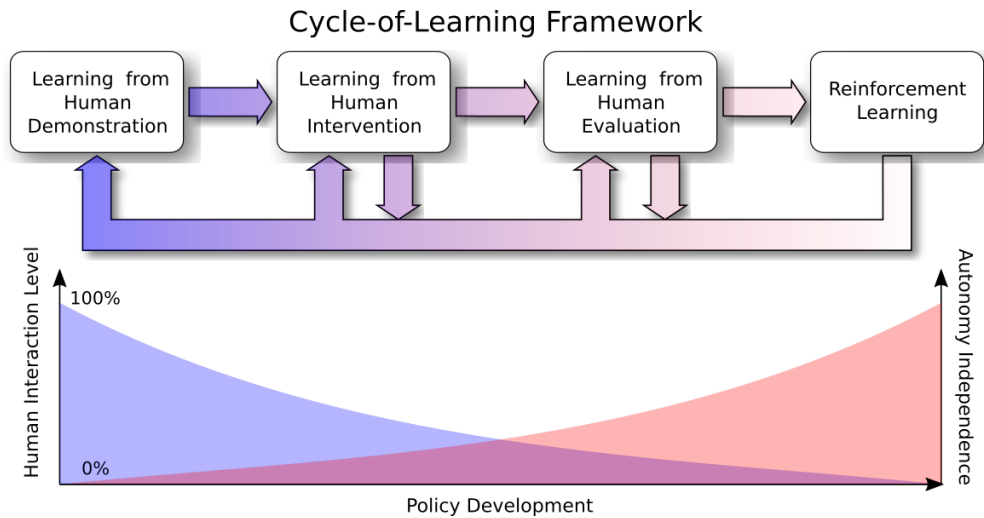 Cycle-of-Learning Framework
Learning from
Human
Demonstration
Learning from
Human
Intervention
Learning from
Human
Evaluation
Reinforcement
Learning
Human Interaction Level
100%
0%
Policy Development
Autonomy Independence